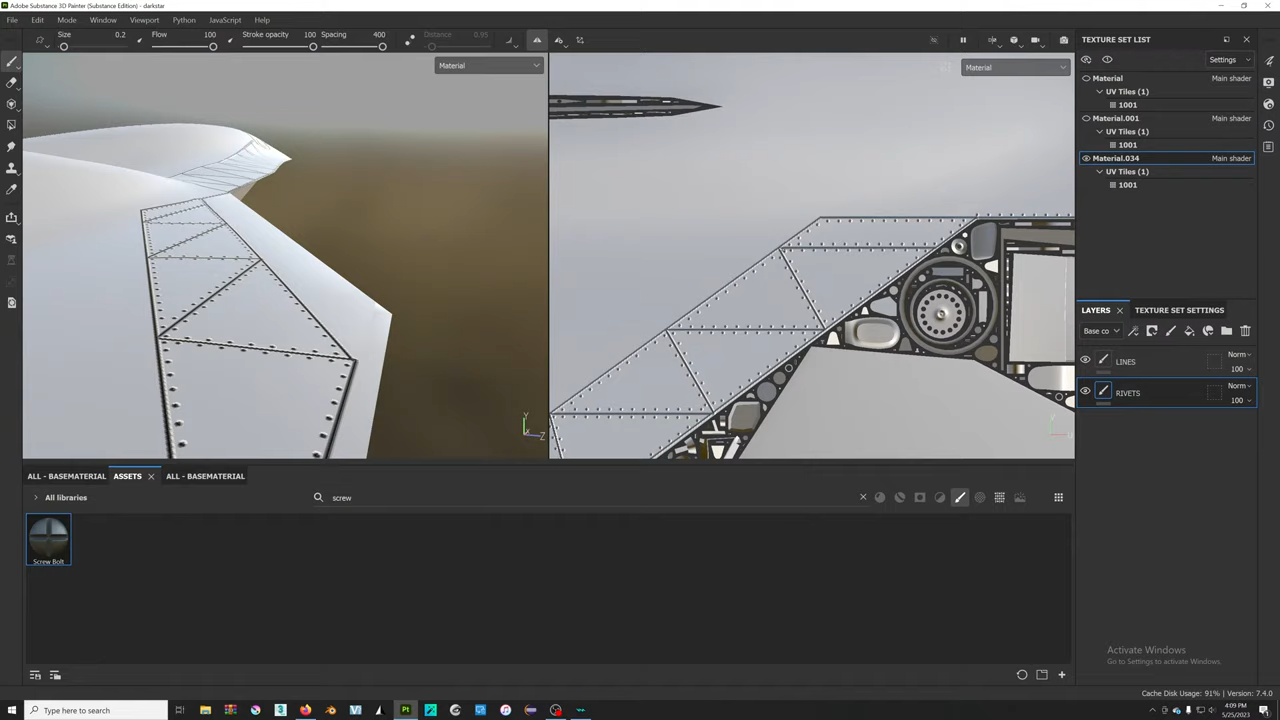 Adobe Substance 3D Painter (Substance Edition) - darkstar
File Edit Mode Window Viewport Python JavaScript Help
Size 0.2 Flow 100 Stroke opacity 100 Spacing 400 Distance 0.95
Material
Material
TEXTURE SET LIST
Settings
Material Main shader
UV Tiles (1)
1001
Material.001 Main shader
UV Tiles (1)
1001
Material.034 Main shader
UV Tiles (1)
1001
Y
Z
LAYERS TEXTURE SET SETTINGS
Base co
LINES Norm
100
RIVETS Norm
100
ALL - BASEMATERIAL ASSETS ALL - BASEMATERIAL
All libraries
screw
Screw Bolt
Activate Windows
Go to Settings to activate Windows.
Cache Disk Usage: 91% | Version: 7.4.0
Type here to search
4:09 PM
5/25/2023